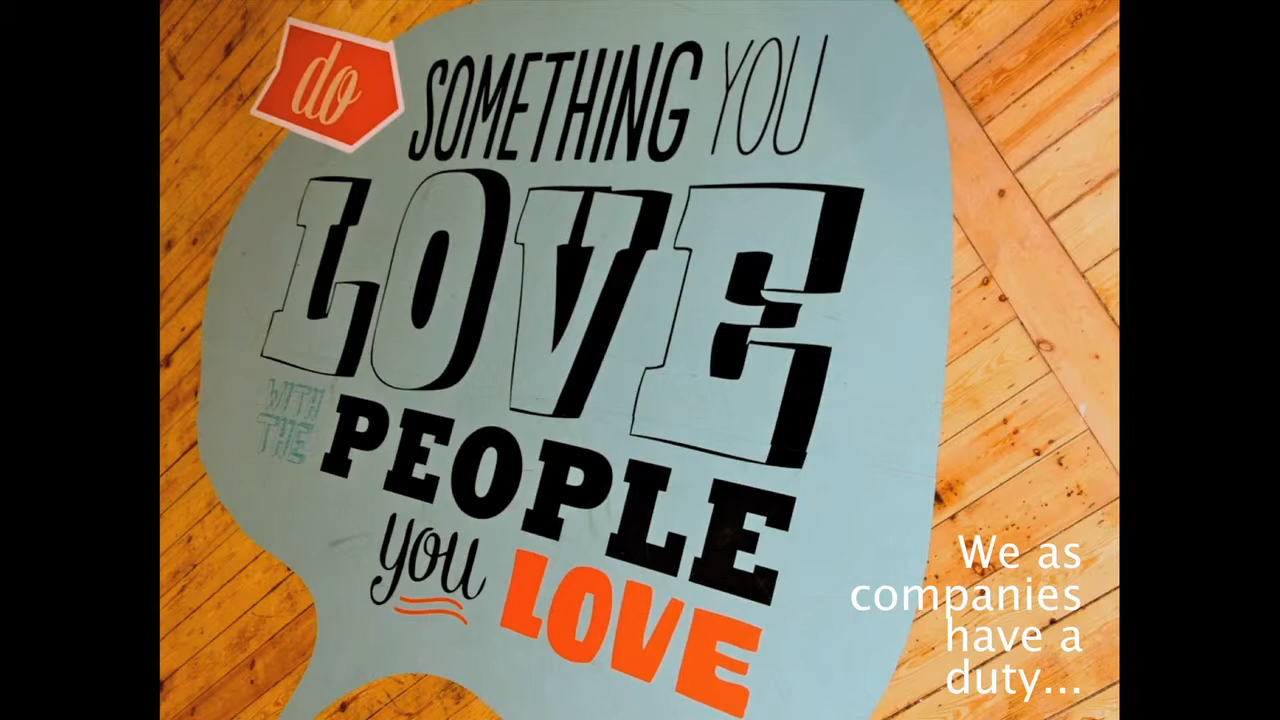 do SOMETHING YOU
LOVE
WITH
THE
PEOPLE
you LOVE
We as
companies
have a
duty...